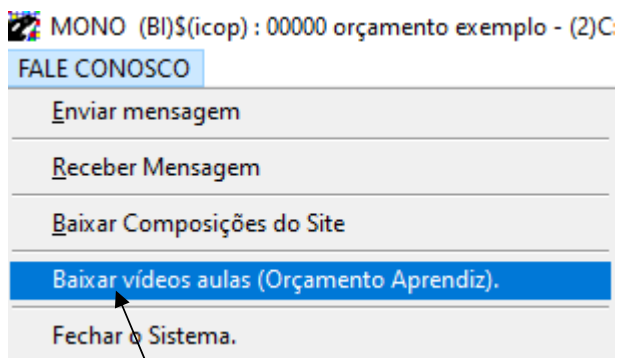 MONO (BI)$(icop) : 00000 orçamento exemplo - (2)C:
FALE CONOSCO
Enviar mensagem
Receber Mensagem
Baixar Composições do Site
Baixar vídeos aulas (Orçamento Aprendiz).
Fechar o Sistema.